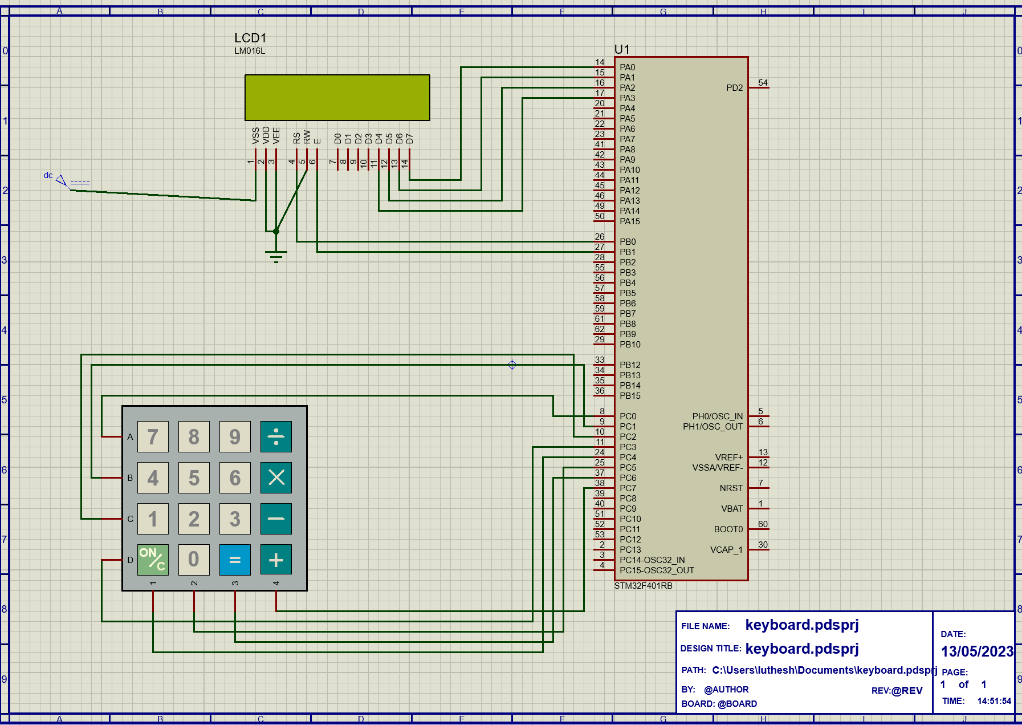 A B C D E F G H J
LCD1
LM016L
VSS VDD VEE RS RW E D0 D1 D2 D3 D4 D5 D6 D7
1 2 3 4 5 6 7 8 9 10 11 12 13 14
dc
U1
14 PA0
15 PA1
16 PA2
17 PA3
20 PA4
21 PA5
22 PA6
23 PA7
41 PA8
42 PA9
43 PA10
44 PA11
45 PA12
46 PA13
49 PA14
50 PA15
26 PB0
27 PB1
28 PB2
55 PB3
56 PB4
57 PB5
58 PB6
59 PB7
61 PB8
62 PB9
29 PB10
33 PB12
34 PB13
35 PB14
36 PB15
8 PC0
9 PC1
10 PC2
11 PC3
24 PC4
25 PC5
37 PC6
38 PC7
39 PC8
40 PC9
51 PC10
52 PC11
53 PC12
2 PC13
3 PC14-OSC32_IN
4 PC15-OSC32_OUT
PD2 54
PH0/OSC_IN 5
PH1/OSC_OUT 6
VREF+ 13
VSSA/VREF- 12
NRST 7
VBAT 1
BOOT0 60
VCAP_1 30
STM32F401RB
A 7 8 9 ÷
B 4 5 6 ×
C 1 2 3 −
D ON/C 0 = +
1 2 3 4
0
1
2
3
4
5
6
7
8
9
FILE NAME: keyboard.pdsprj
DESIGN TITLE: keyboard.pdsprj
PATH: C:\Users\luthesh\Documents\keyboard.pdsprj
BY: @AUTHOR REV:@REV
BOARD: @BOARD
DATE:
13/05/2023
PAGE:
1 of 1
TIME: 14:51:54